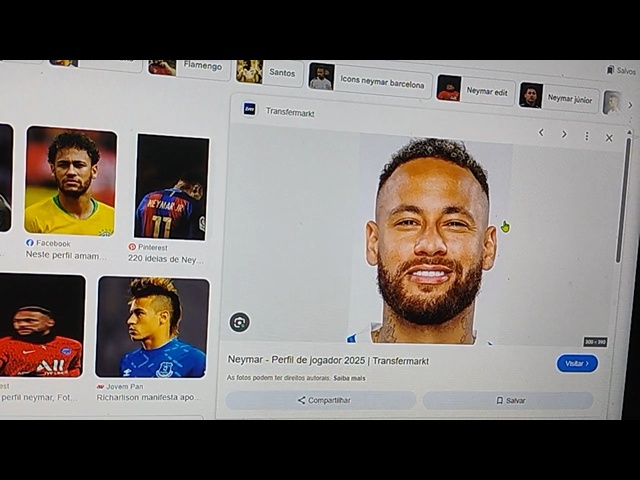 Flamengo
Santos
Icons neymar barcelona
Neymar edit
Neymar júnior
Salvos
Transfermarkt
NEYMAR JR
11
Facebook
Neste perfil amam...
Pinterest
220 ideias de Ney...
300 × 390
Neymar - Perfil de jogador 2025 | Transfermarkt
Visitar
As fotos podem ter direitos autorais. Saiba mais
Compartilhar
Salvar
perfil neymar, Fot...
Jovem Pan
Richarlison manifesta apo...